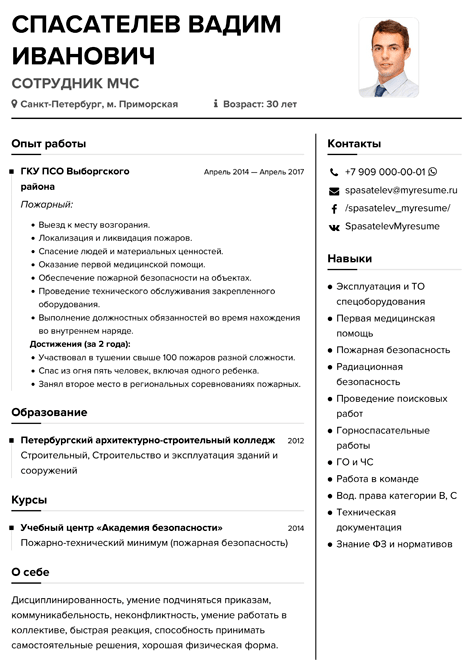 СПАСАТЕЛЕВ ВАДИМ
ИВАНОВИЧ
СОТРУДНИК МЧС
Санкт-Петербург, м. Приморская
Возраст: 30 лет
Опыт работы
ГКУ ПСО Выборгского
района
Апрель 2014 — Апрель 2017
Пожарный:
Выезд к месту возгорания.
Локализация и ликвидация пожаров.
Спасение людей и материальных ценностей.
Оказание первой медицинской помощи.
Обеспечение пожарной безопасности на объектах.
Проведение технического обслуживания закрепленного
оборудования.
Выполнение должностных обязанностей во время нахождения
во внутреннем наряде.
Достижения (за 2 года):
Участвовал в тушении свыше 100 пожаров разной сложности.
Спас из огня пять человек, включая одного ребенка.
Занял второе место в региональных соревнованиях пожарных.
Образование
Петербургский архитектурно-строительный колледж 2012
Строительный, Строительство и эксплуатация зданий и
сооружений
Курсы
Учебный центр «Академия безопасности» 2014
Пожарно-технический минимум (пожарная безопасность)
О себе
Дисциплинированность, умение подчиняться приказам,
коммуникабельность, неконфликтность, умение работать в
коллективе, быстрая реакция, способность принимать
самостоятельные решения, хорошая физическая форма.
Контакты
+7 909 000-00-01
spasatelev@myresume.ru
/spasatelev_myresume/
SpasatelevMyresume
Навыки
Эксплуатация и ТО
спецоборудования
Первая медицинская
помощь
Пожарная безопасность
Радиационная
безопасность
Проведение поисковых
работ
Горноспасательные
работы
ГО и ЧС
Работа в команде
Вод. права категории В, С
Техническая
документация
Знание ФЗ и нормативов